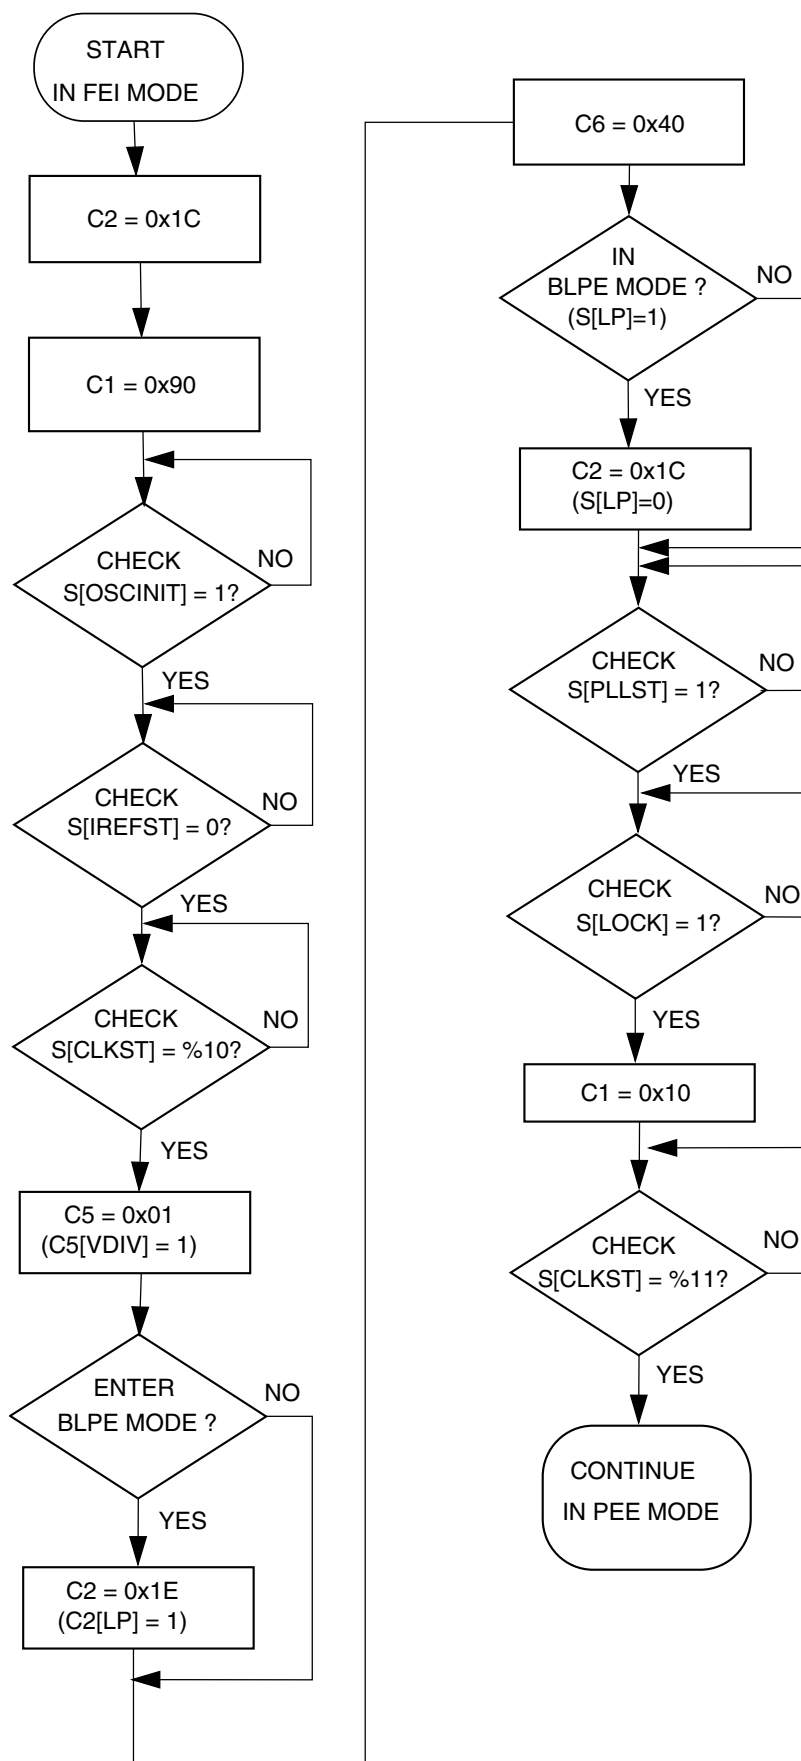 START
IN FEI MODE
C2 = 0x1C
C1 = 0x90
CHECK
S[OSCINIT] = 1?
NO
YES
CHECK
S[IREFST] = 0?
NO
YES
CHECK
S[CLKST] = %10?
NO
YES
C5 = 0x01
(C5[VDIV] = 1)
ENTER
BLPE MODE ?
NO
YES
C2 = 0x1E
(C2[LP] = 1)
C6 = 0x40
IN
BLPE MODE ?
(S[LP]=1)
NO
YES
C2 = 0x1C
(S[LP]=0)
CHECK
S[PLLST] = 1?
NO
YES
CHECK
S[LOCK] = 1?
NO
YES
C1 = 0x10
CHECK
S[CLKST] = %11?
NO
YES
CONTINUE
IN PEE MODE